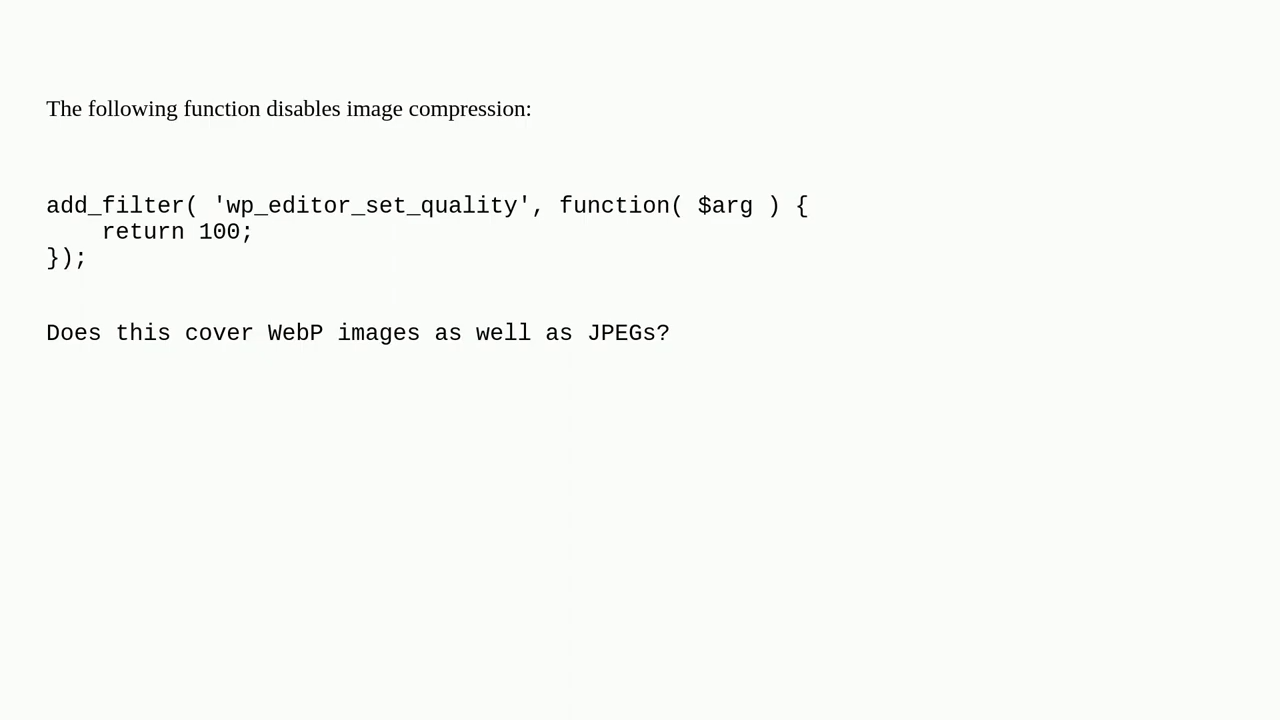 The following function disables image compression:
add_filter( 'wp_editor_set_quality', function( $arg ) {
    return 100;
});
Does this cover WebP images as well as JPEGs?